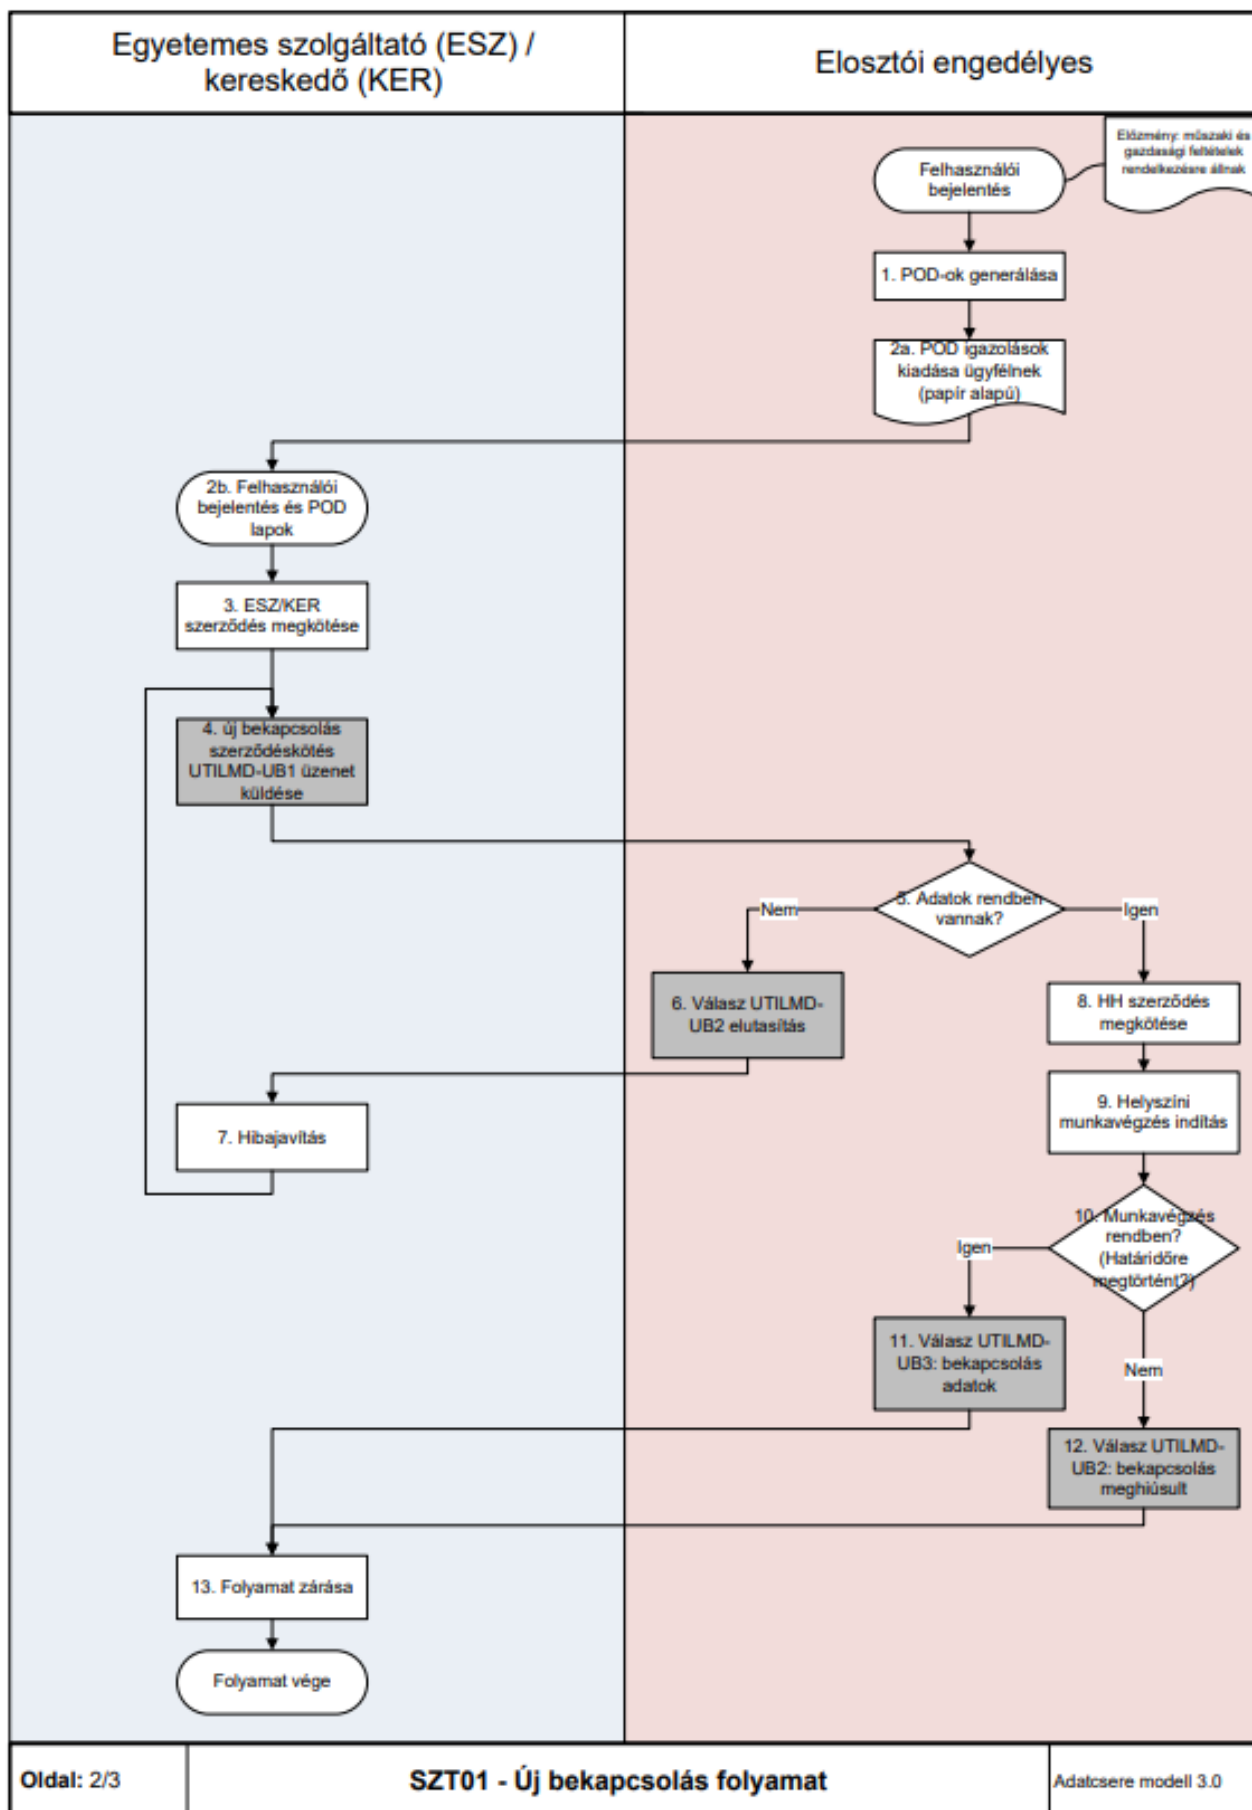 Egyetemes szolgáltató (ESZ) /
kereskedő (KER)
Elosztói engedélyes
Előzmény: műszaki és
gazdasági feltételek
rendelkezésre állnak
Felhasználói
bejelentés
1. POD-ok generálása
2a. POD igazolások
kiadása ügyfélnek
(papír alapú)
2b. Felhasználói
bejelentés és POD
lapok
3. ESZ/KER
szerződés megkötése
4. új bekapcsolás
szerződéskötés
UTILMD-UB1 üzenet
küldése
5. Adatok rendben
vannak?
Nem
Igen
6. Válasz UTILMD-
UB2 elutasítás
8. HH szerződés
megkötése
7. Hibajavítás
9. Helyszíni
munkavégzés indítás
10. Munkavégzés
rendben?
(Határidőre
megtörtént?)
Igen
Nem
11. Válasz UTILMD-
UB3: bekapcsolás
adatok
12. Válasz UTILMD-
UB2: bekapcsolás
meghiúsult
13. Folyamat zárása
Folyamat vége
Oldal: 2/3
SZT01 - Új bekapcsolás folyamat
Adatcsere modell 3.0